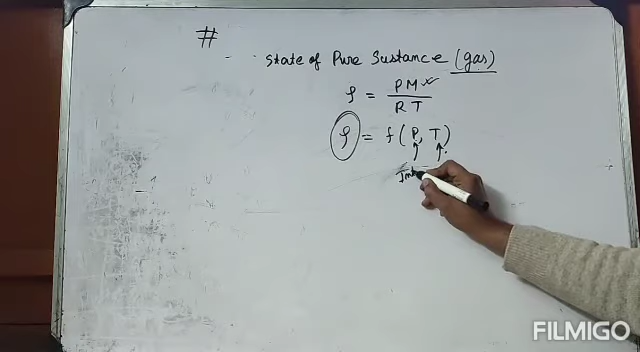 #
State of Pure Sustance (gas)
ρ = PM / RT
ρ = f(P, T)
FILMIGO